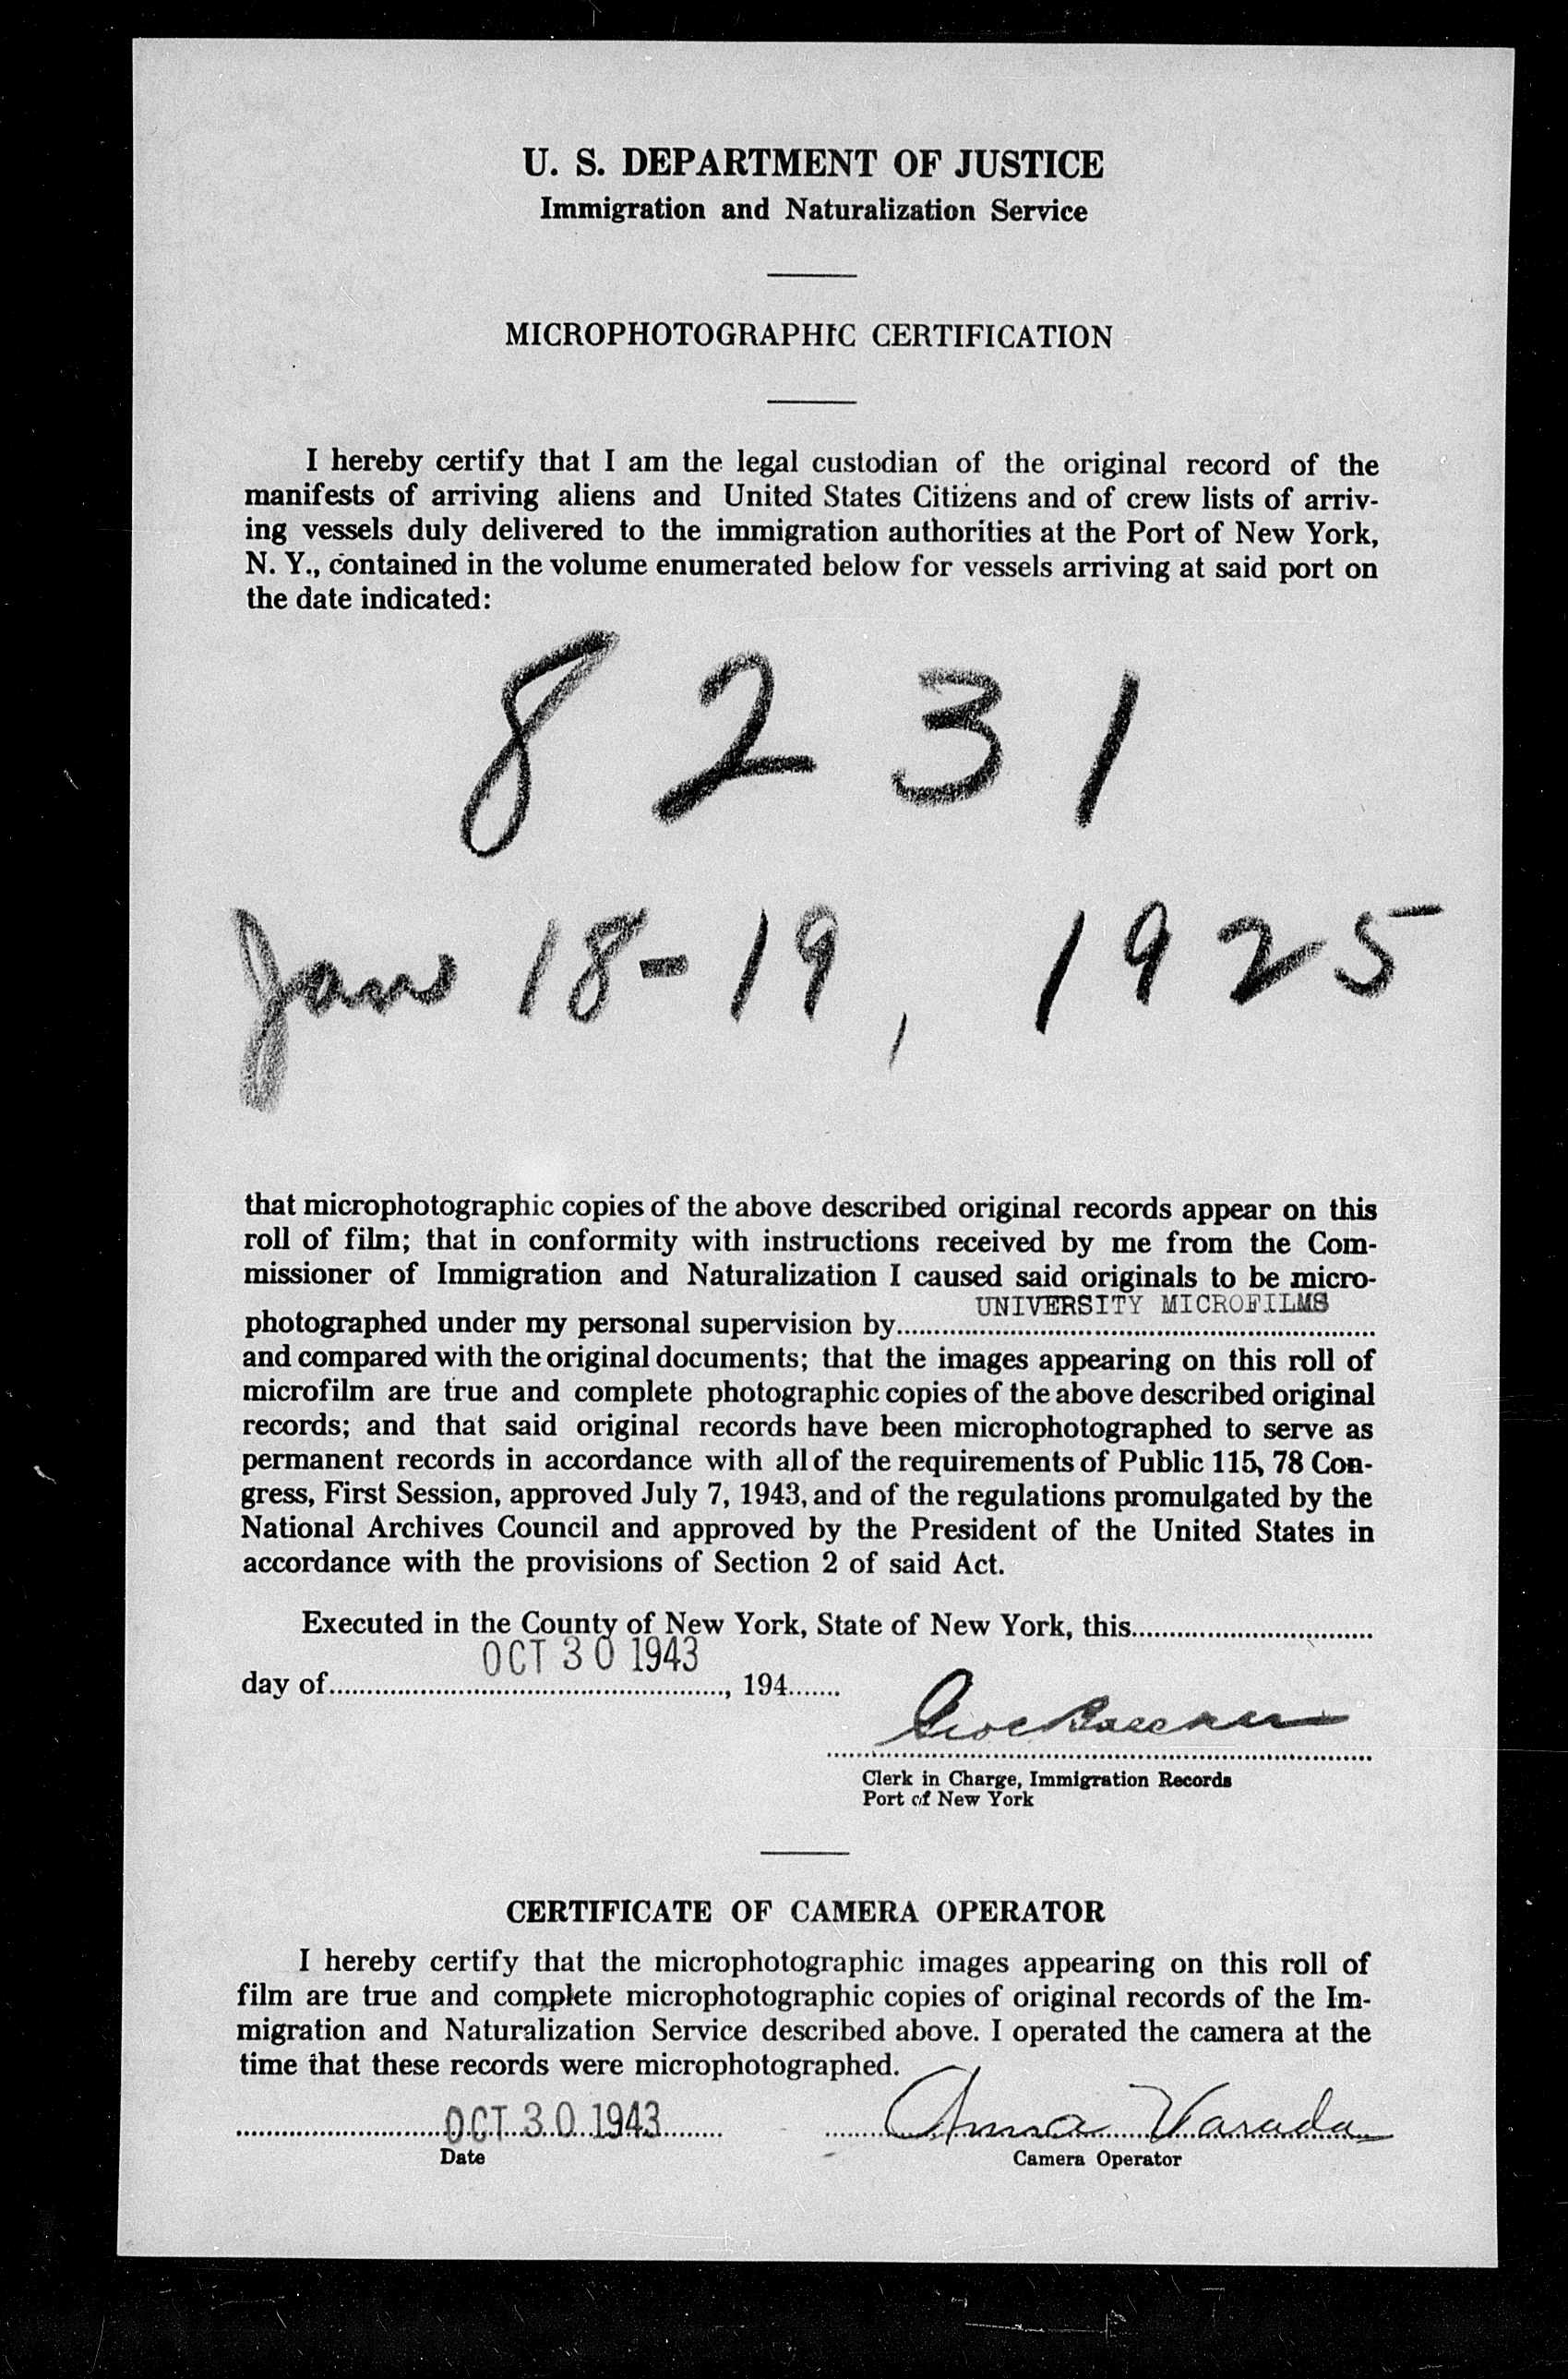 U. S. DEPARTMENT OF JUSTICE
Immigration and Naturalization Service
MICROPHOTOGRAPHIC CERTIFICATION
I hereby certify that I am the legal custodian of the original record of the
manifests of arriving aliens and United States Citizens and of crew lists of arriv-
ing vessels duly delivered to the immigration authorities at the Port of New York,
N. Y., contained in the volume enumerated below for vessels arriving at said port on
the date indicated:
8231
Jan 18-19, 1925
that microphotographic copies of the above described original records appear on this
roll of film; that in conformity with instructions received by me from the Com-
missioner of Immigration and Naturalization I caused said originals to be micro-
UNIVERSITY MICROFILMS
photographed under my personal supervision by
and compared with the original documents; that the images appearing on this roll of
microfilm are true and complete photographic copies of the above described original
records; and that said original records have been microphotographed to serve as
permanent records in accordance with all of the requirements of Public 115, 78 Con-
gress, First Session, approved July 7, 1943, and of the regulations promulgated by the
National Archives Council and approved by the President of the United States in
accordance with the provisions of Section 2 of said Act.
Executed in the County of New York, State of New York, this
OCT 30 1943
day of , 194
Clerk in Charge, Immigration Records
Port of New York
CERTIFICATE OF CAMERA OPERATOR
I hereby certify that the microphotographic images appearing on this roll of
film are true and complete microphotographic copies of original records of the Im-
migration and Naturalization Service described above. I operated the camera at the
time that these records were microphotographed.
OCT 30 1943 Anna Varada
Date Camera Operator